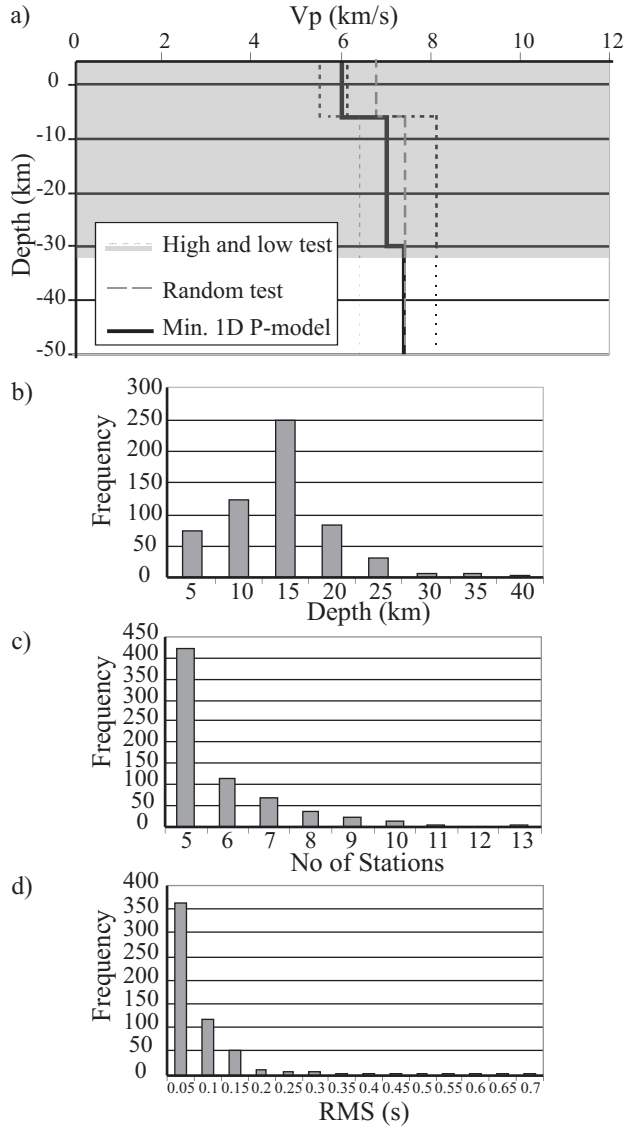 a)
Vp (km/s)
0 2 4 6 8 10 12
Depth (km)
0
-10
-20
-30
-40
-50
High and low test
Random test
Min. 1D P-model
b)
Frequency
300
250
200
150
100
50
0
5 10 15 20 25 30 35 40
Depth (km)
c)
Frequency
450
400
350
300
250
200
150
100
50
0
5 6 7 8 9 10 11 12 13
No of Stations
d)
Frequency
400
350
300
250
200
150
100
50
0
0.05 0.1 0.15 0.2 0.25 0.3 0.35 0.4 0.45 0.5 0.55 0.6 0.65 0.7
RMS (s)